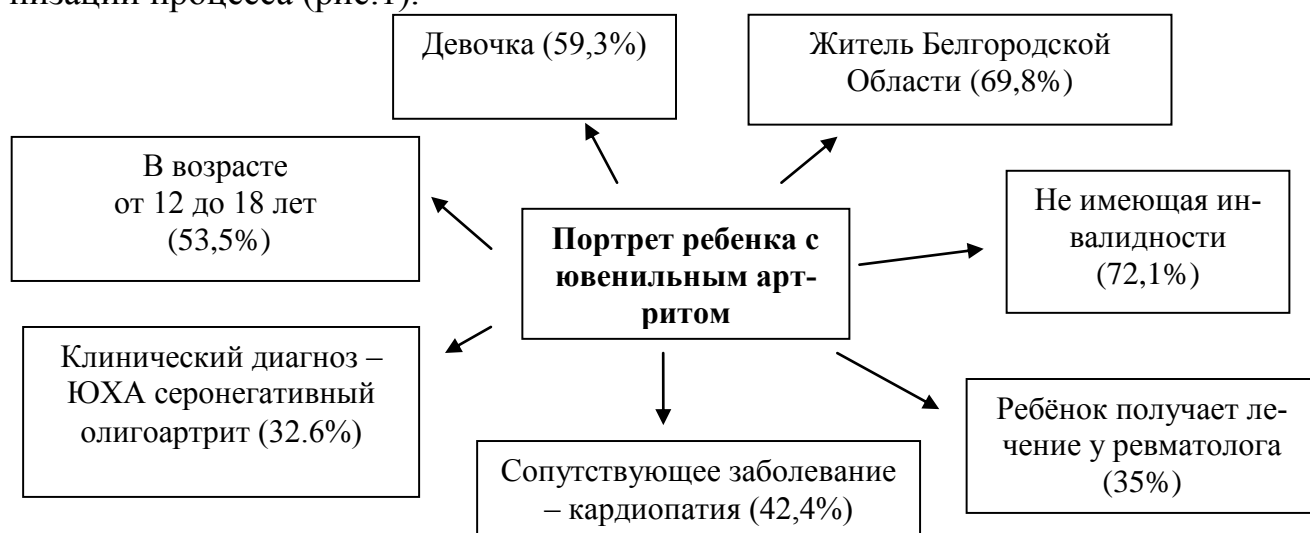 низации процесса (рис.1).
Девочка (59,3%)
Житель Белгородской
Области (69,8%)
В возрасте
от 12 до 18 лет
(53,5%)
Портрет ребенка с
ювенильным арт-
ритом
Не имеющая ин-
валидности
(72,1%)
Клинический диагноз –
ЮХА серонегативный
олигоартрит (32.6%)
Сопутствующее заболевание
– кардиопатия (42,4%)
Ребёнок получает ле-
чение у ревматолога
(35%)